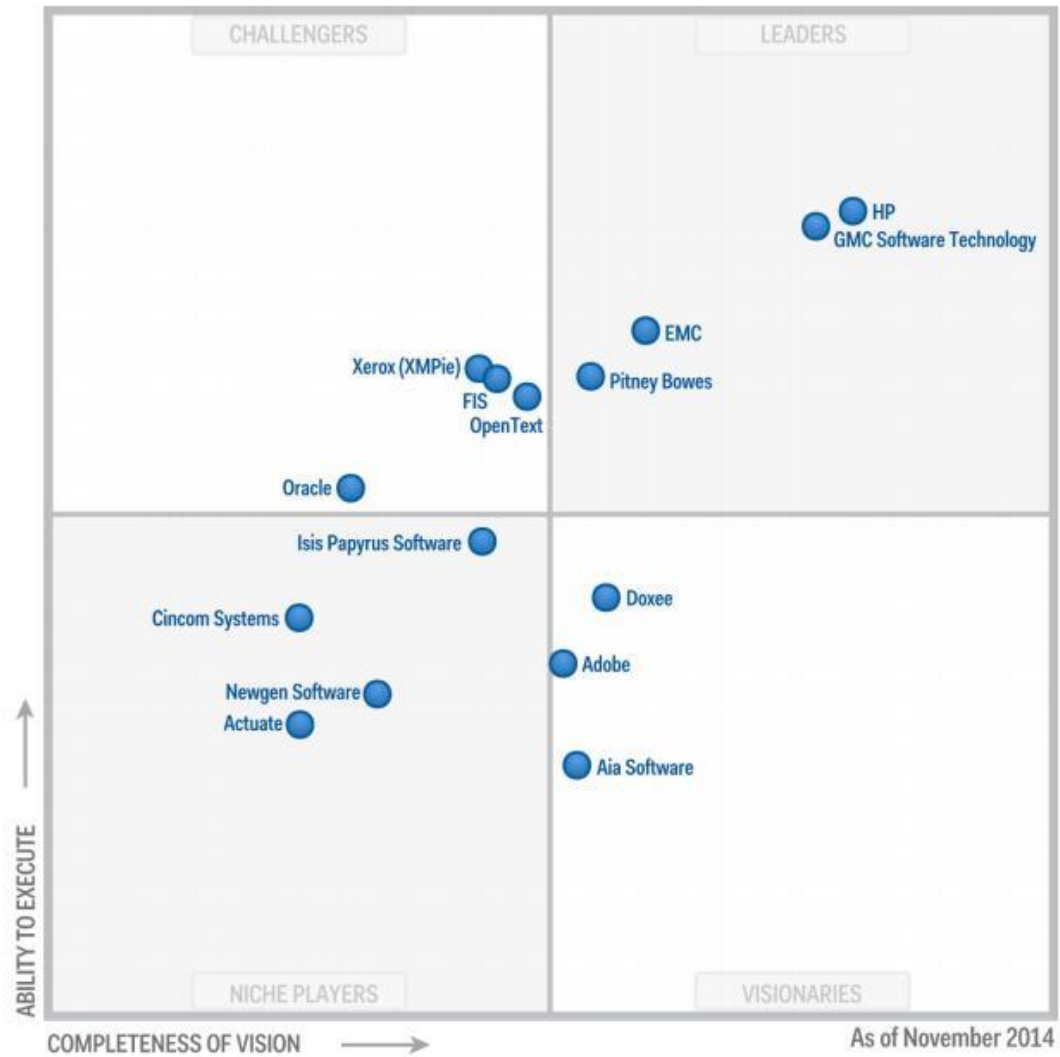 CHALLENGERS
LEADERS
HP
GMC Software Technology
EMC
Xerox (XMPie)
Pitney Bowes
FIS
OpenText
Oracle
Isis Papyrus Software
Doxee
Cincom Systems
Adobe
Newgen Software
Actuate
Aia Software
ABILITY TO EXECUTE
NICHE PLAYERS
VISIONARIES
COMPLETENESS OF VISION
As of November 2014